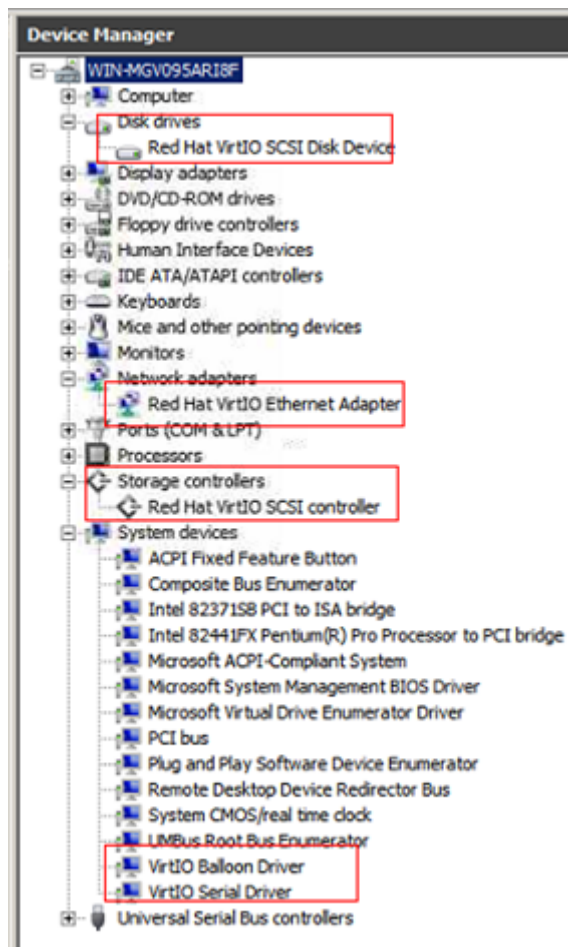 Device Manager
WIN-MGV095ARI8F
Computer
Disk drives
Red Hat VirtIO SCSI Disk Device
Display adapters
DVD/CD-ROM drives
Floppy drive controllers
Human Interface Devices
IDE ATA/ATAPI controllers
Keyboards
Mice and other pointing devices
Monitors
Network adapters
Red Hat VirtIO Ethernet Adapter
Ports (COM & LPT)
Processors
Storage controllers
Red Hat VirtIO SCSI controller
System devices
ACPI Fixed Feature Button
Composite Bus Enumerator
Intel 82371SB PCI to ISA bridge
Intel 82441FX Pentium(R) Pro Processor to PCI bridge
Microsoft ACPI-Compliant System
Microsoft System Management BIOS Driver
Microsoft Virtual Drive Enumerator Driver
PCI bus
Plug and Play Software Device Enumerator
Remote Desktop Device Redirector Bus
System CMOS/real time clock
UMBus Root Bus Enumerator
VirtIO Balloon Driver
VirtIO Serial Driver
Universal Serial Bus controllers